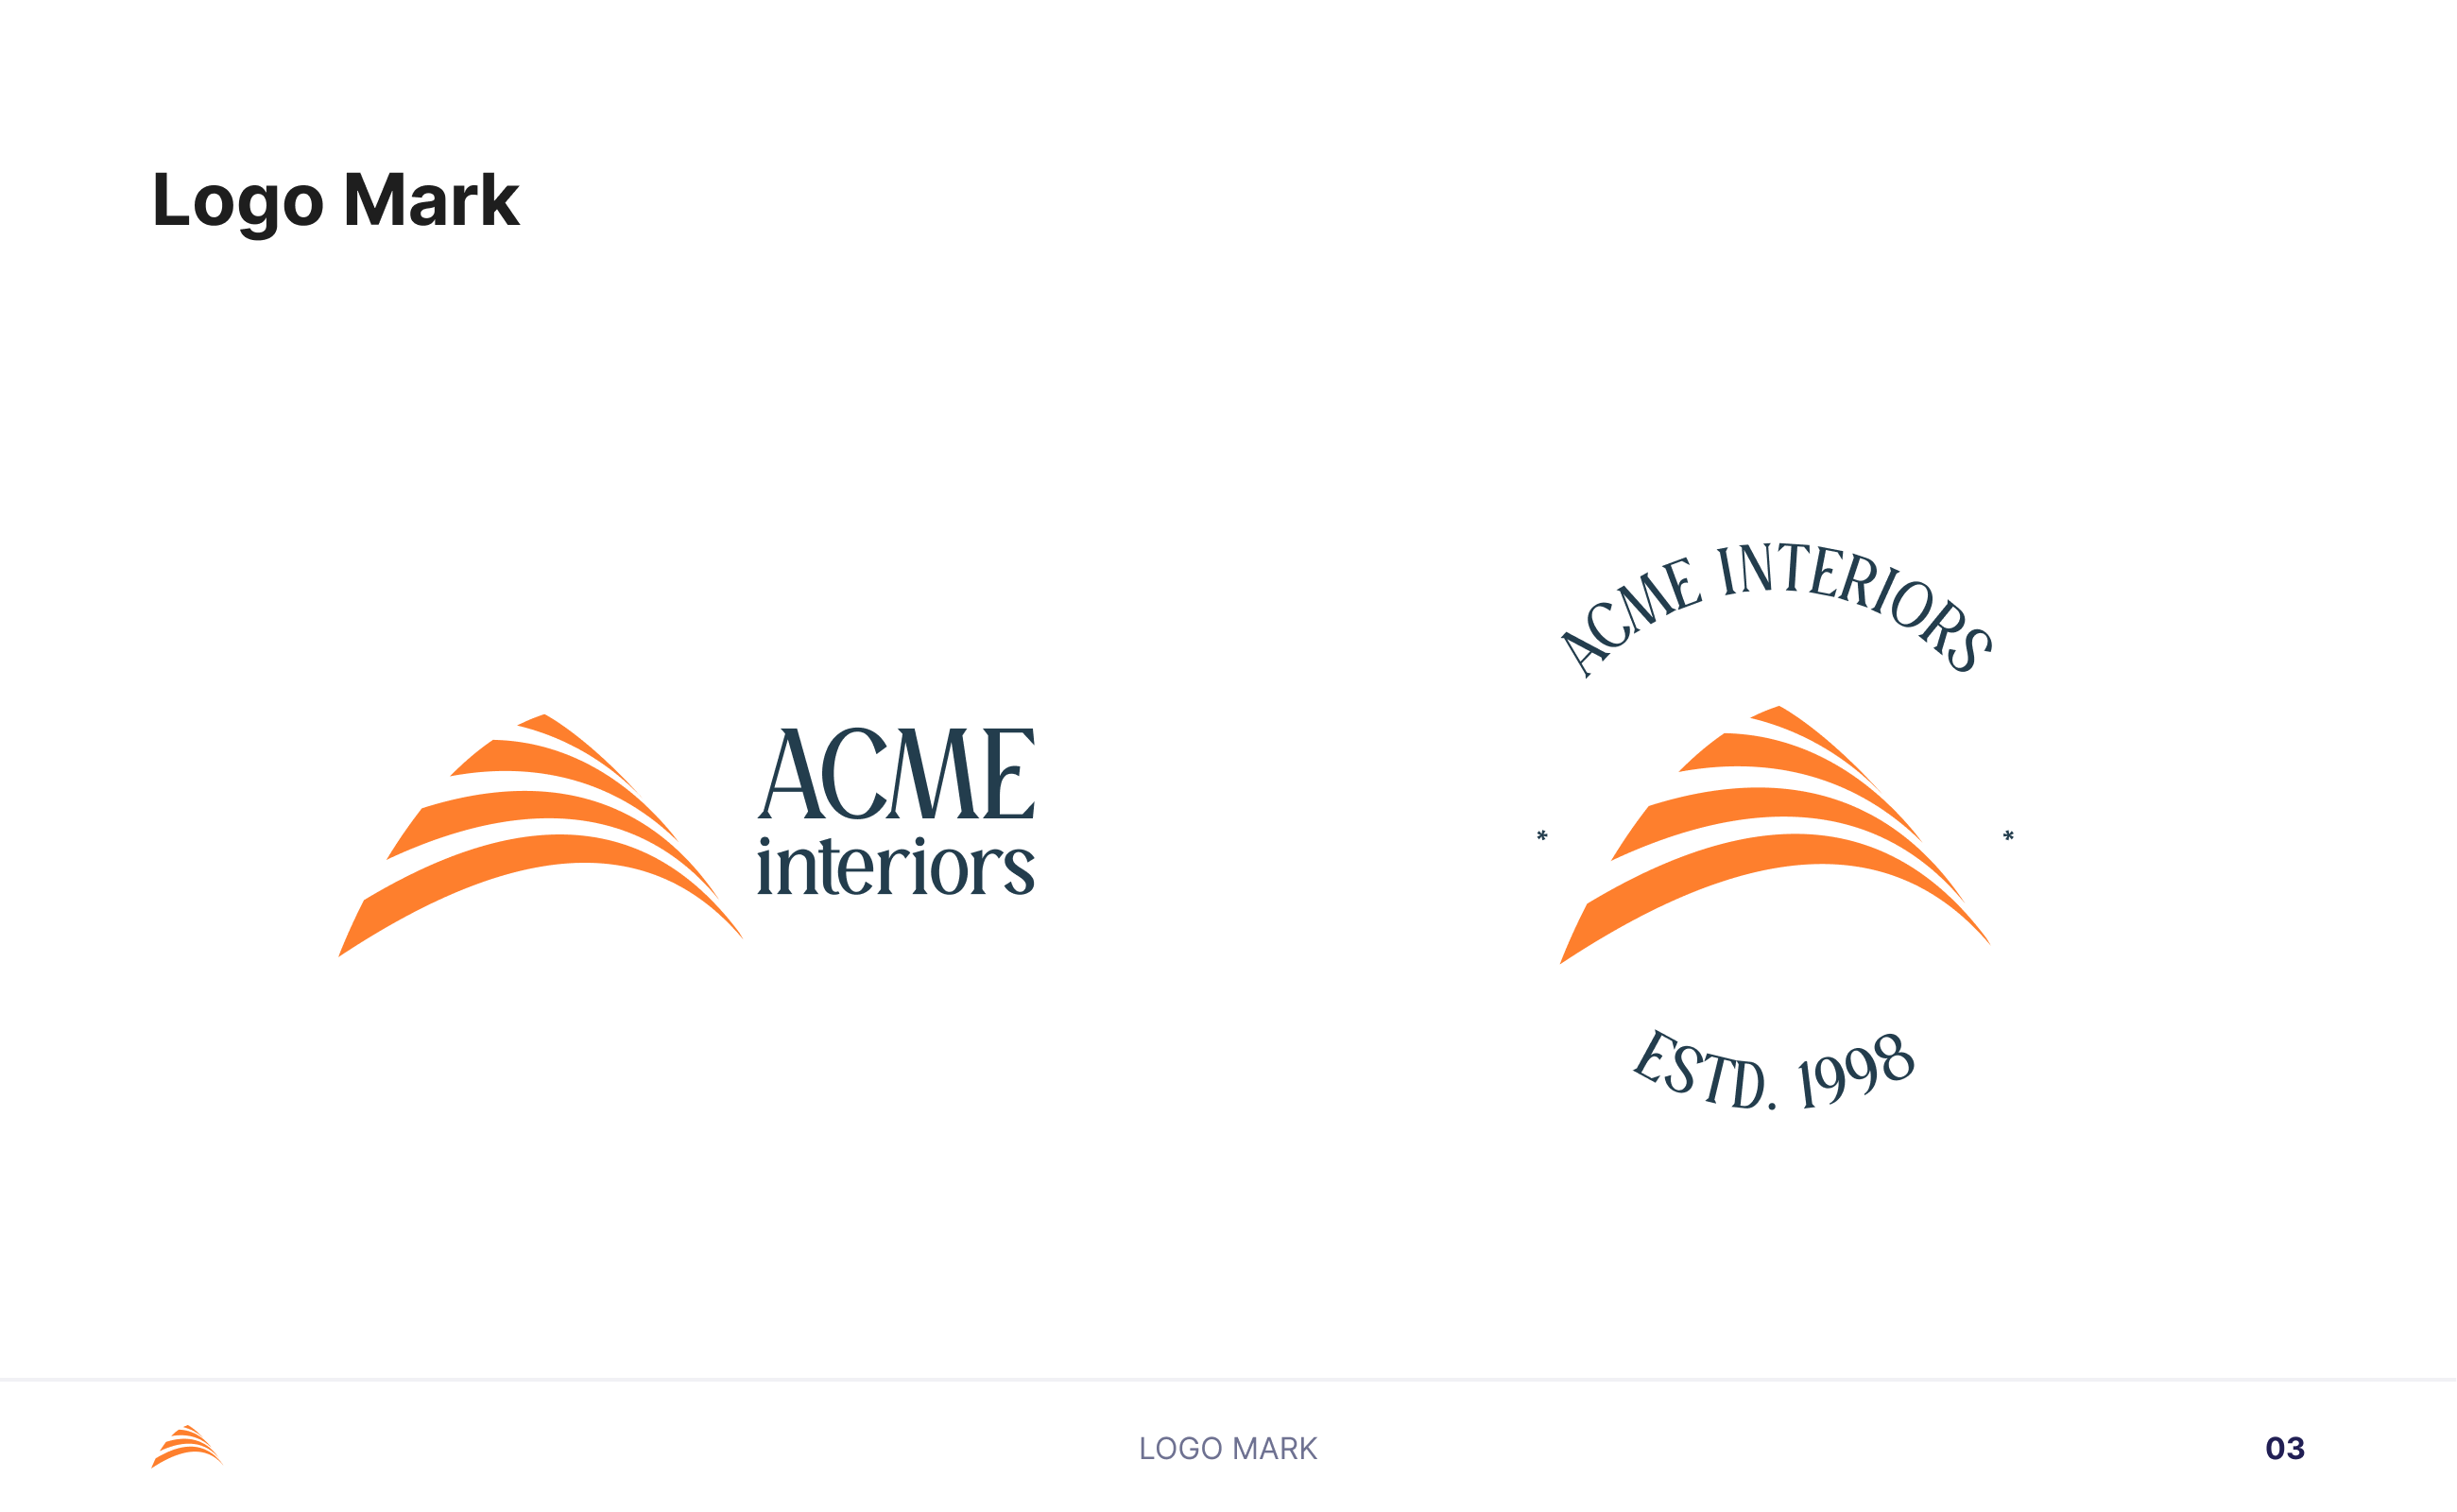 Logo Mark
ACME
interiors
ACME INTERIORS
* *
ESTD. 1998
LOGO MARK
03